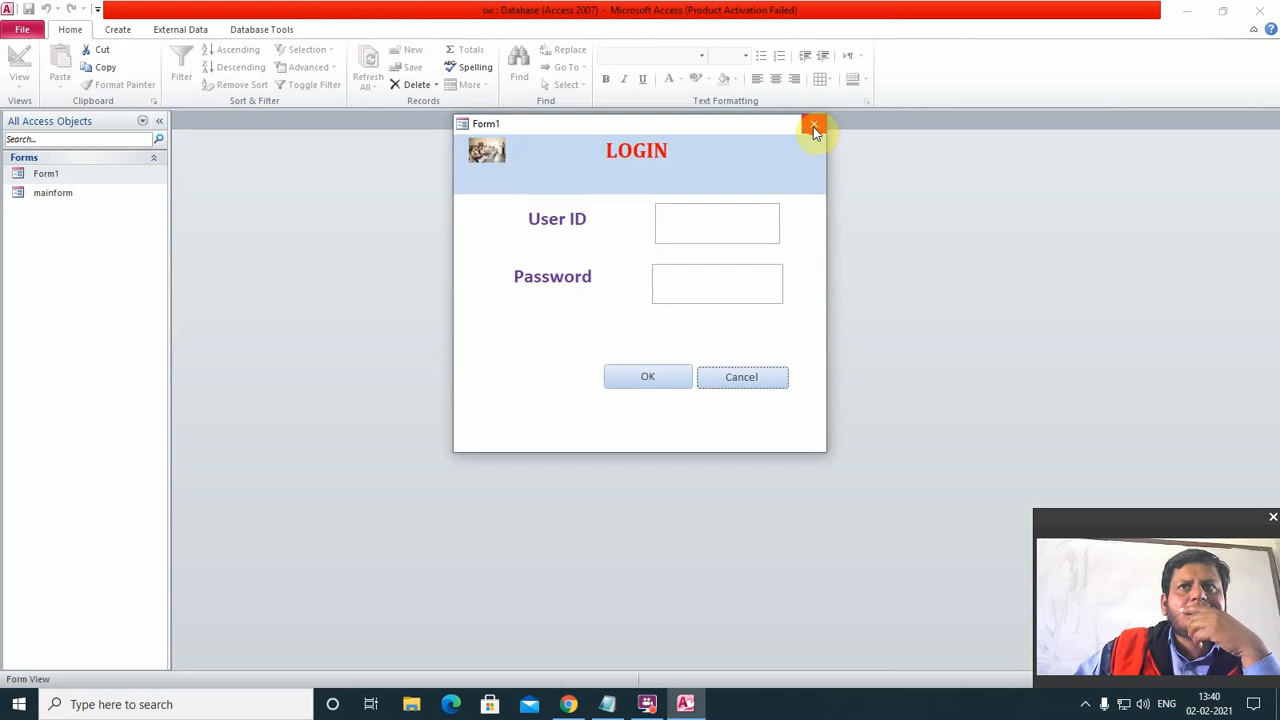 sw : Database (Access 2007) - Microsoft Access (Product Activation Failed)
File Home Create External Data Database Tools
View
Views
Paste
Cut
Copy
Format Painter
Clipboard
Filter
Ascending
Descending
Remove Sort
Selection
Advanced
Toggle Filter
Sort & Filter
Refresh
All
New
Save
Delete
Totals
Spelling
More
Records
Find
Replace
Go To
Select
Find
B I U A
Text Formatting
All Access Objects
Search...
Forms
Form1
mainform
Form1
LOGIN
User ID
Password
OK Cancel
Form View
Type here to search
ENG
13:40
02-02-2021